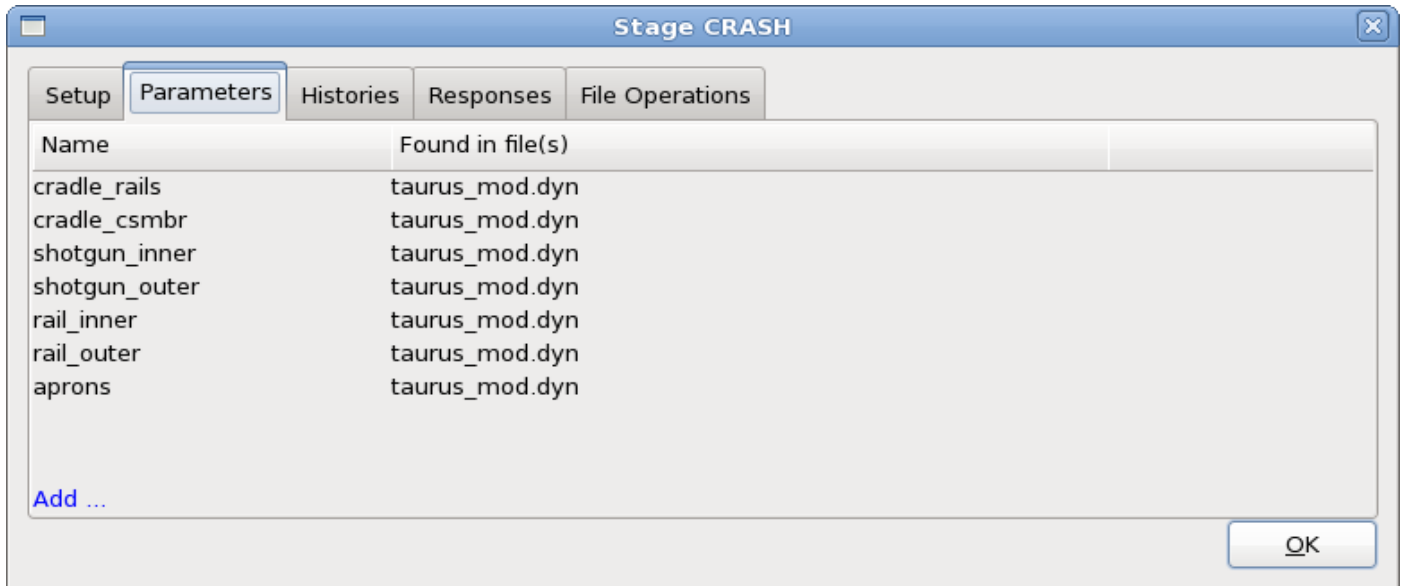 Stage CRASH
Setup Parameters Histories Responses File Operations
Name Found in file(s)
cradle_rails taurus_mod.dyn
cradle_csmbr taurus_mod.dyn
shotgun_inner taurus_mod.dyn
shotgun_outer taurus_mod.dyn
rail_inner taurus_mod.dyn
rail_outer taurus_mod.dyn
aprons taurus_mod.dyn
Add ...
OK